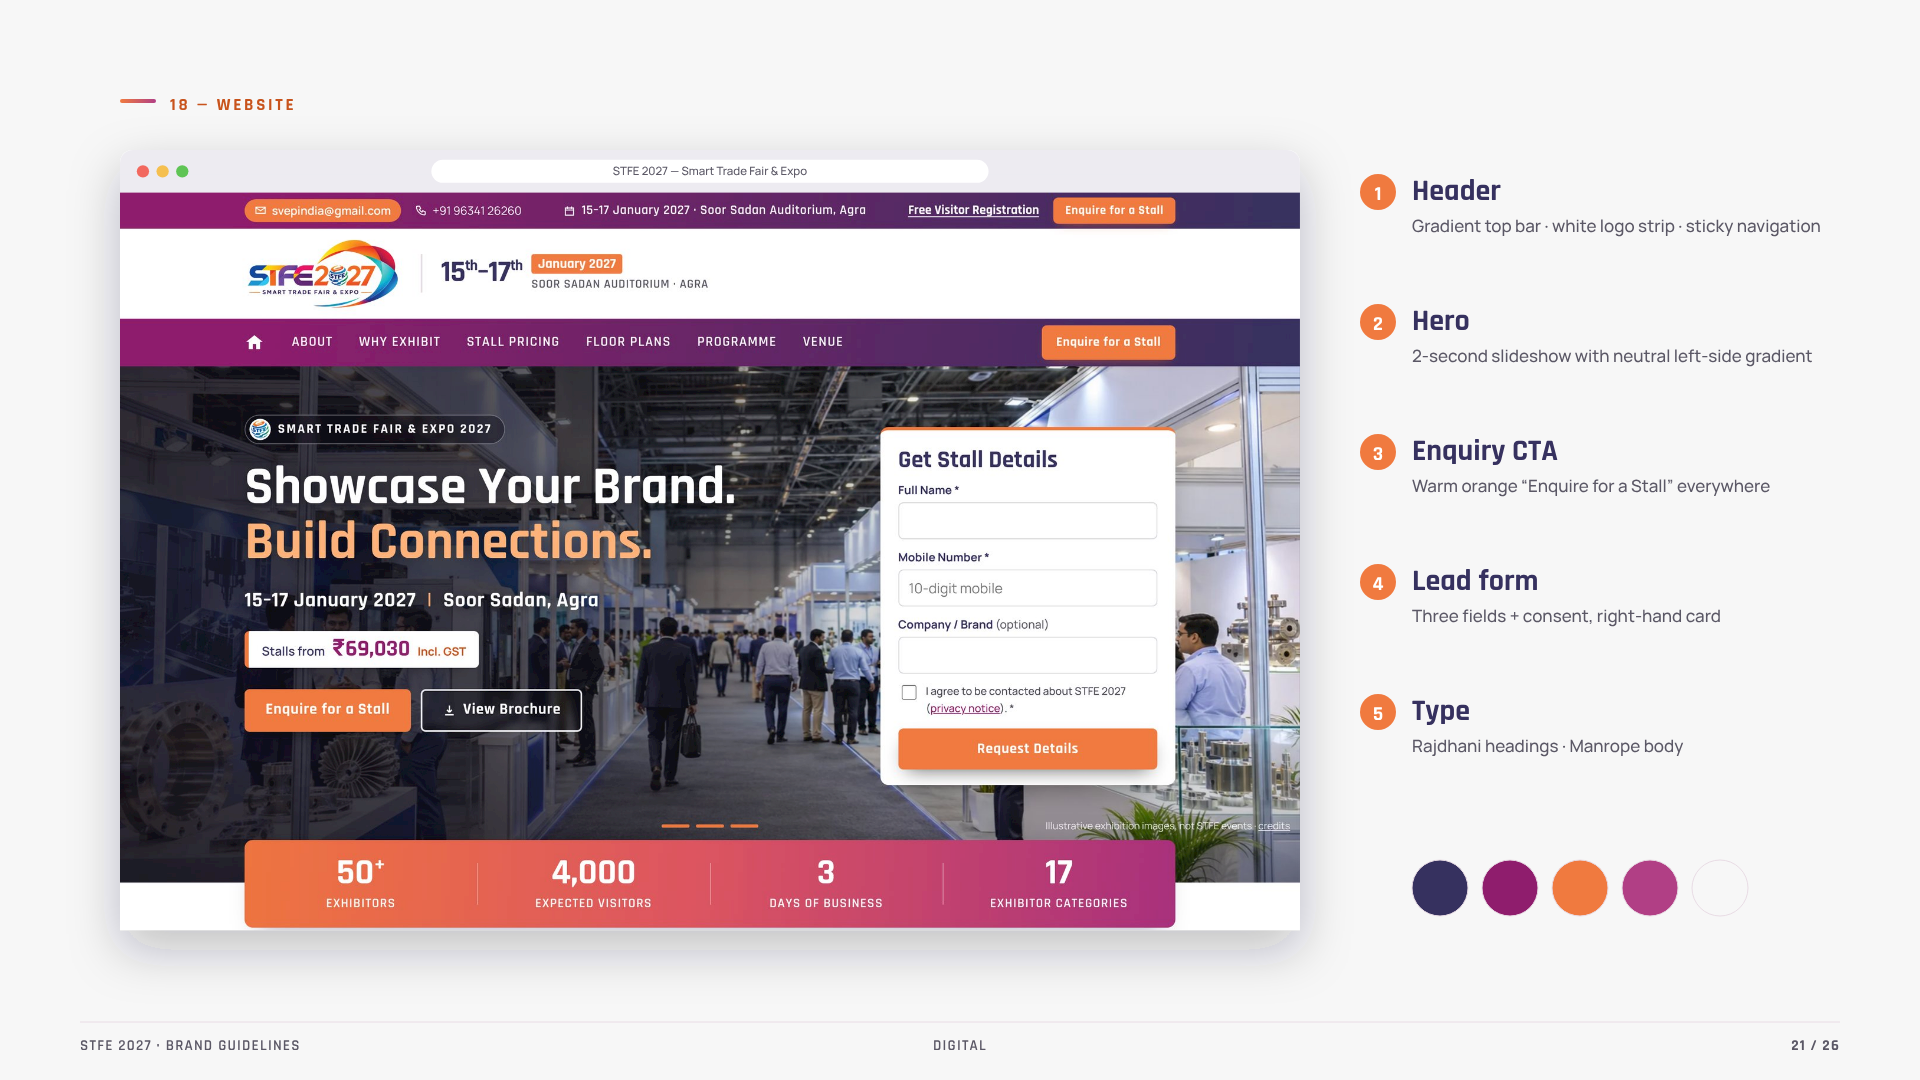 18 — WEBSITE
STFE 2027 — Smart Trade Fair & Expo
svepindia@gmail.com +91 96341 26260 15–17 January 2027 · Soor Sadan Auditorium, Agra Free Visitor Registration Enquire for a Stall
STFE2027
SMART TRADE FAIR & EXPO
15th–17th January 2027
SOOR SADAN AUDITORIUM · AGRA
ABOUT WHY EXHIBIT STALL PRICING FLOOR PLANS PROGRAMME VENUE Enquire for a Stall
SMART TRADE FAIR & EXPO 2027
Showcase Your Brand.
Build Connections.
15–17 January 2027 | Soor Sadan, Agra
Stalls from ₹69,030 Incl. GST
Enquire for a Stall View Brochure
Get Stall Details
Full Name *
Mobile Number *
10-digit mobile
Company / Brand (optional)
I agree to be contacted about STFE 2027
(privacy notice). *
Request Details
Illustrative exhibition images, not STFE events · credits
50+ EXHIBITORS
4,000 EXPECTED VISITORS
3 DAYS OF BUSINESS
17 EXHIBITOR CATEGORIES
1 Header
Gradient top bar · white logo strip · sticky navigation
2 Hero
2-second slideshow with neutral left-side gradient
3 Enquiry CTA
Warm orange “Enquire for a Stall” everywhere
4 Lead form
Three fields + consent, right-hand card
5 Type
Rajdhani headings · Manrope body
STFE 2027 · BRAND GUIDELINES DIGITAL 21 / 26